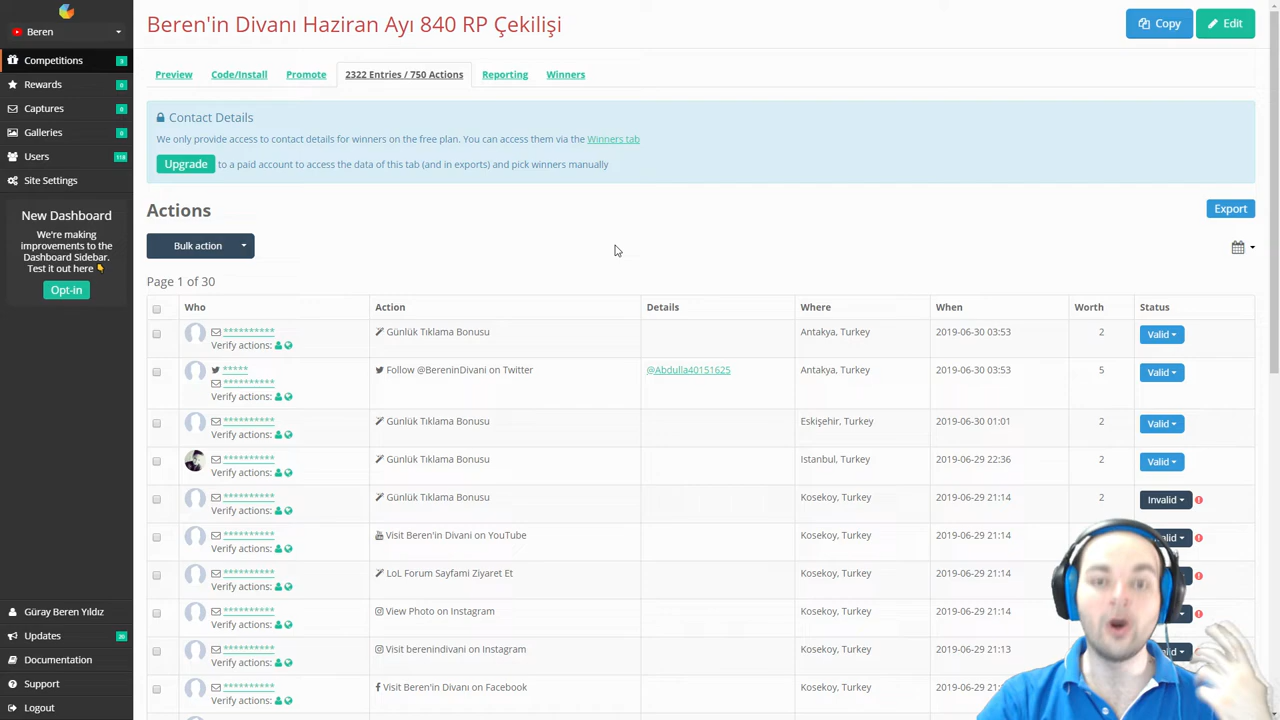 Beren
Competitions 3
Rewards 0
Captures 0
Galleries 0
Users 118
Site Settings
New Dashboard
We're making
improvements to the
Dashboard Sidebar.
Test it out here
Opt-in
Güray Beren Yıldız
Updates 20
Documentation
Support
Logout
Beren'in Divanı Haziran Ayı 840 RP Çekilişi
Copy Edit
Preview Code/Install Promote 2322 Entries / 750 Actions Reporting Winners
Contact Details
We only provide access to contact details for winners on the free plan. You can access them via the Winners tab
Upgrade to a paid account to access the data of this tab (and in exports) and pick winners manually
Actions Export
Bulk action
Page 1 of 30
Who Action Details Where When Worth Status
********** Günlük Tıklama Bonusu Antakya, Turkey 2019-06-30 03:53 2 Valid
Verify actions:
***** Follow @BereninDivani on Twitter @Abdulla40151625 Antakya, Turkey 2019-06-30 03:53 5 Valid
**********
Verify actions:
********** Günlük Tıklama Bonusu Eskişehir, Turkey 2019-06-30 01:01 2 Valid
Verify actions:
********** Günlük Tıklama Bonusu Istanbul, Turkey 2019-06-29 22:36 2 Valid
Verify actions:
********** Günlük Tıklama Bonusu Kosekoy, Turkey 2019-06-29 21:14 2 Invalid
Verify actions:
********** Visit Beren'in Divanı on YouTube Kosekoy, Turkey 2019-06-29 21:14
Verify actions:
********** LoL Forum Sayfami Ziyaret Et Kosekoy, Turkey 2019-06-29 21:14
Verify actions:
********** View Photo on Instagram Kosekoy, Turkey 2019-06-29 21:14
Verify actions:
********** Visit berenindivani on Instagram Kosekoy, Turkey 2019-06-29 21:13
Verify actions:
********** Visit Beren'in Divanı on Facebook Kosekoy, Turkey 2019-06-29
Verify actions: